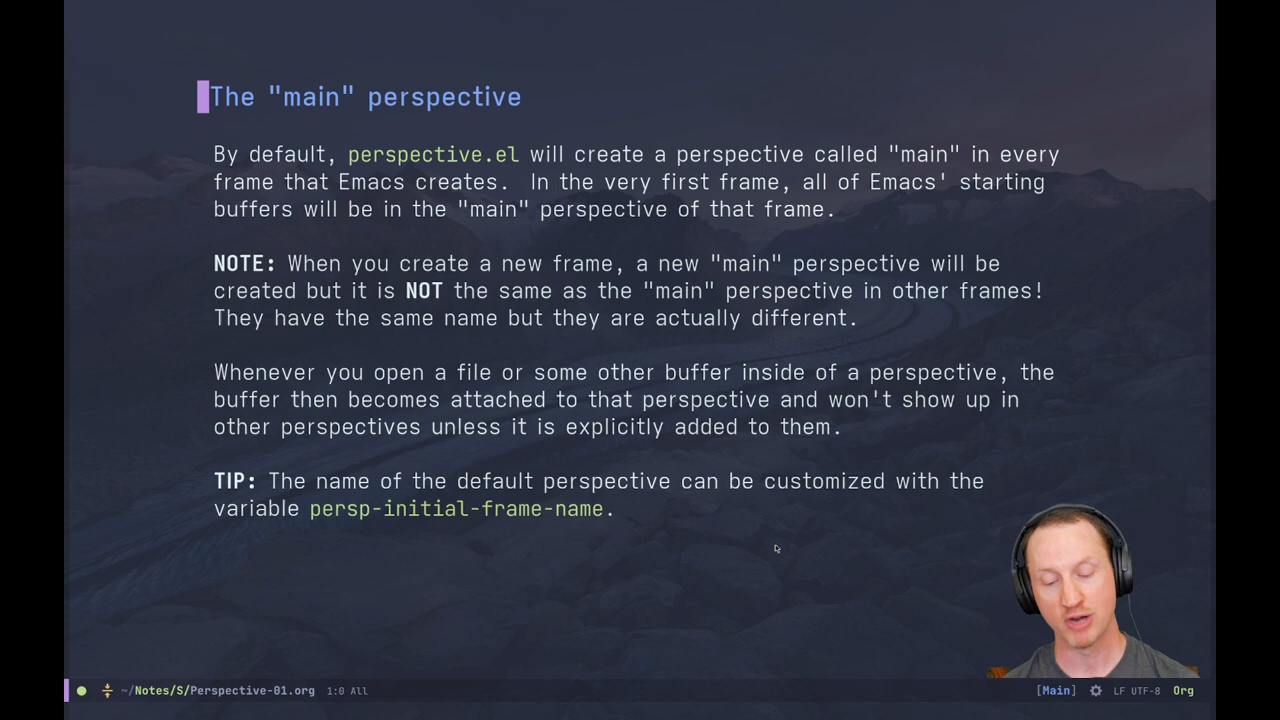 The "main" perspective
By default, perspective.el will create a perspective called "main" in every
frame that Emacs creates.  In the very first frame, all of Emacs' starting
buffers will be in the "main" perspective of that frame.
NOTE: When you create a new frame, a new "main" perspective will be
created but it is NOT the same as the "main" perspective in other frames!
They have the same name but they are actually different.
Whenever you open a file or some other buffer inside of a perspective, the
buffer then becomes attached to that perspective and won't show up in
other perspectives unless it is explicitly added to them.
TIP: The name of the default perspective can be customized with the
variable persp-initial-frame-name.
~/Notes/S/Perspective-01.org 1:0 All [Main] LF UTF-8 Org